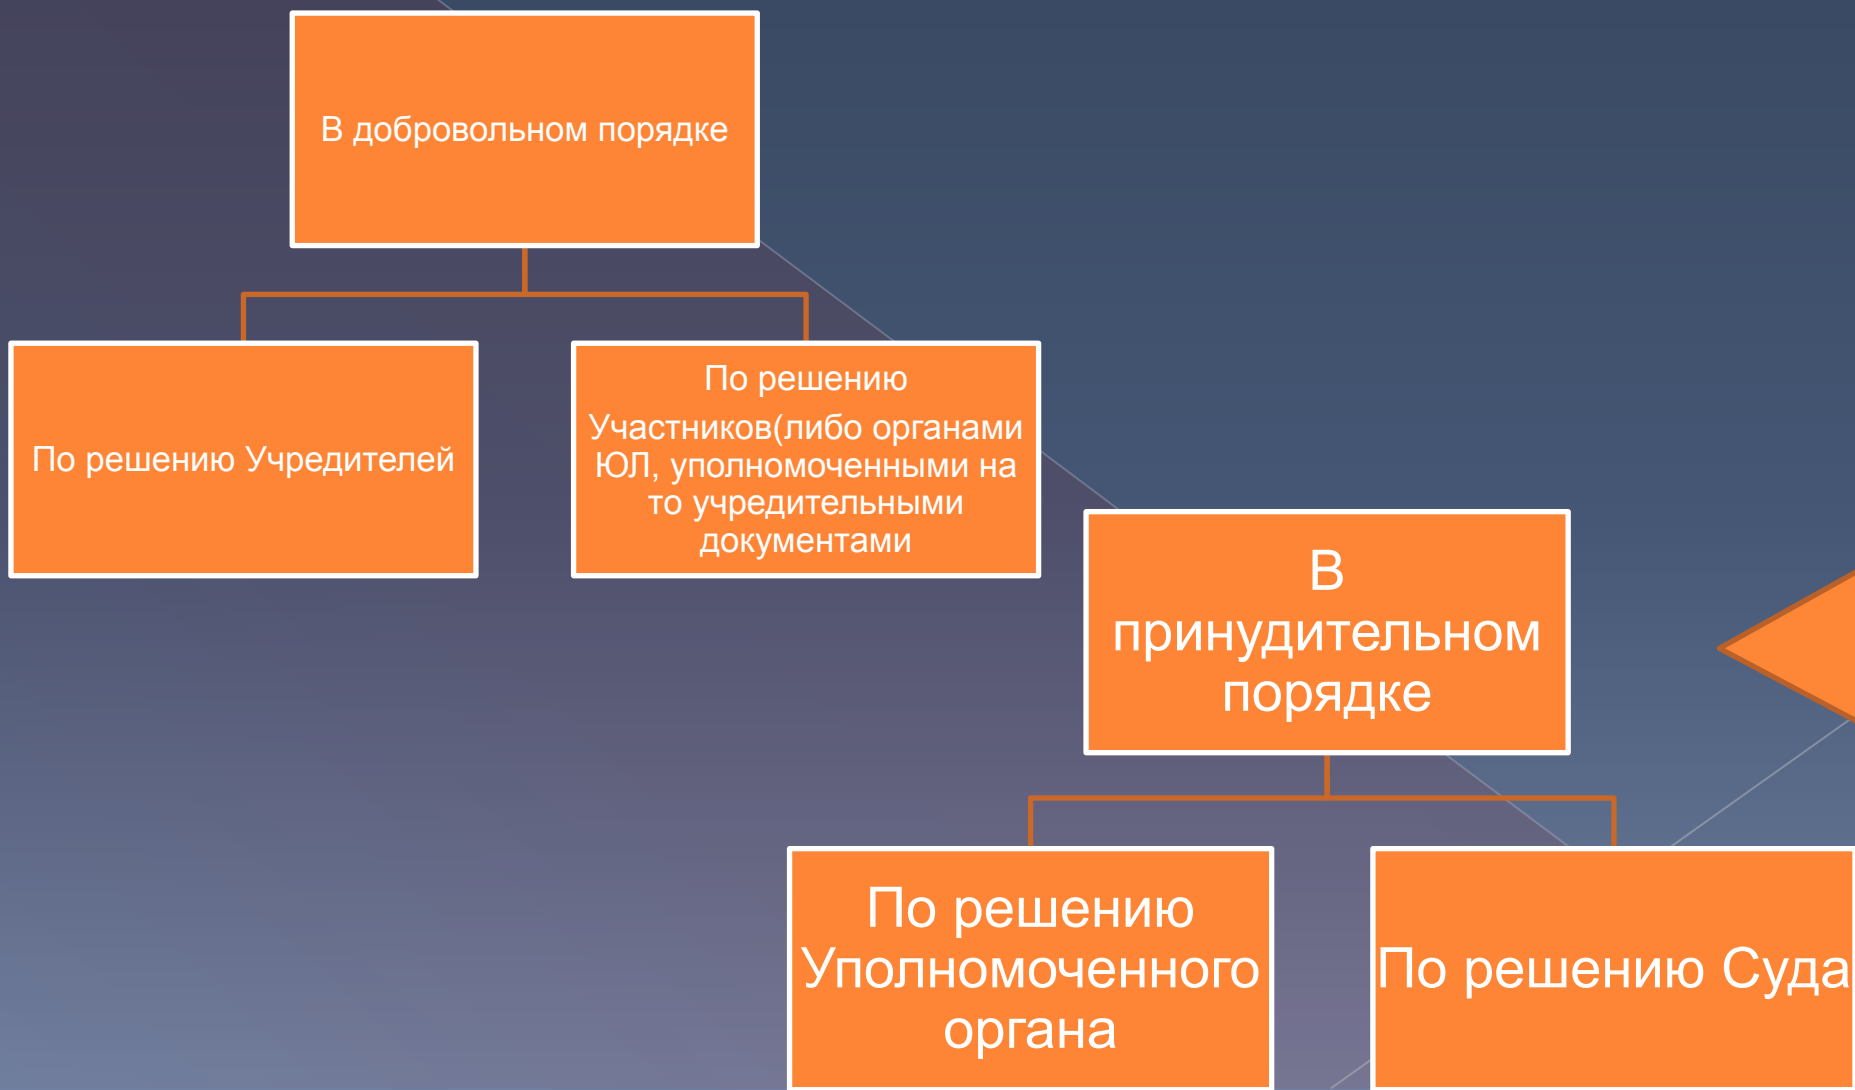 В добровольном порядке
По решению Учредителей
По решению
Участников(либо органами
ЮЛ, уполномоченными на
то учредительными
документами
В
принудительном
порядке
По решению
Уполномоченного
органа
По решению Суда